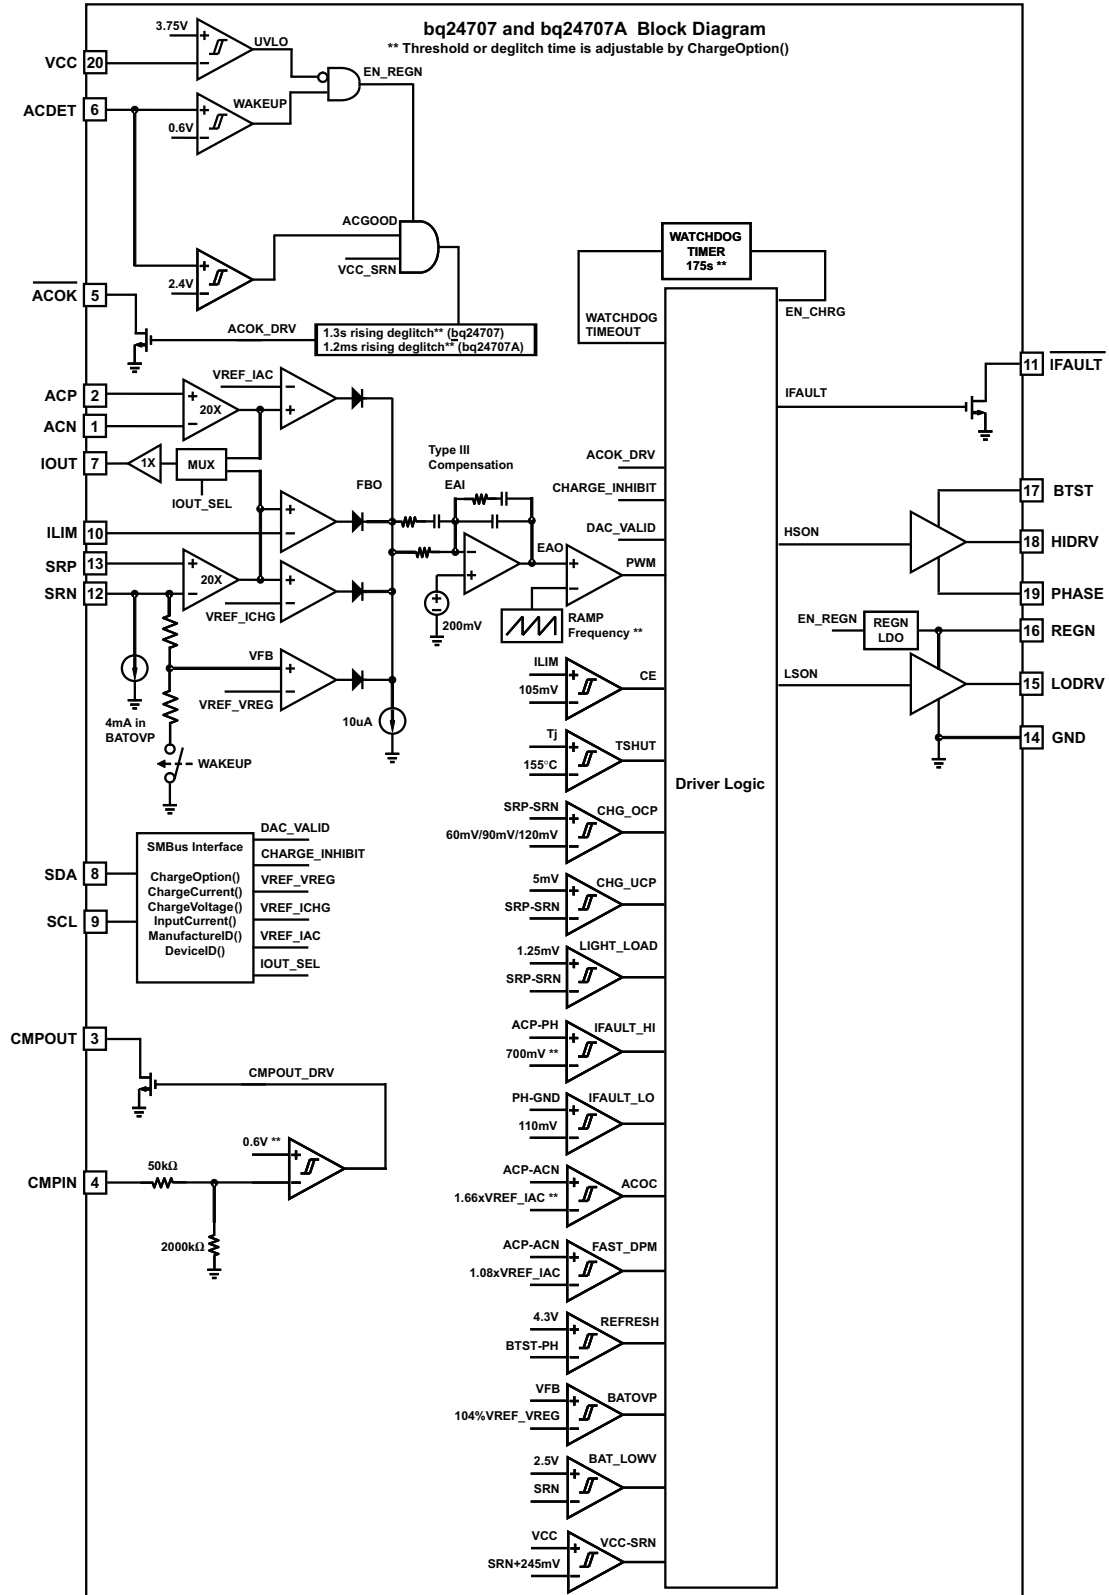 bq24707 and bq24707A Block Diagram
** Threshold or deglitch time is adjustable by ChargeOption()
3.75V
UVLO
VCC 20
EN_REGN
ACDET 6
WAKEUP
0.6V
ACGOOD
VCC_SRN
2.4V
ACOK 5
ACOK_DRV
1.3s rising deglitch** (bq24707)
1.2ms rising deglitch** (bq24707A)
WATCHDOG
TIMER
175s **
WATCHDOG
TIMEOUT
EN_CHRG
11 IFAULT
IFAULT
ACP 2
ACN 1
20X
VREF_IAC
IOUT 7
1X
MUX
IOUT_SEL
FBO
Type III
Compensation
EAI
EAO
200mV
ILIM 10
SRP 13
SRN 12
20X
VREF_ICHG
VFB
VREF_VREG
4mA in
BATOVP
WAKEUP
10uA
ACOK_DRV
CHARGE_INHIBIT
DAC_VALID
PWM
RAMP
Frequency **
17 BTST
HSON
18 HIDRV
19 PHASE
EN_REGN
REGN
LDO
16 REGN
LSON
15 LODRV
14 GND
Driver Logic
ILIM
CE
105mV
Tj
TSHUT
155°C
SRP-SRN
CHG_OCP
60mV/90mV/120mV
5mV
CHG_UCP
SRP-SRN
1.25mV
LIGHT_LOAD
SRP-SRN
ACP-PH
IFAULT_HI
700mV **
PH-GND
IFAULT_LO
110mV
ACP-ACN
ACOC
1.66xVREF_IAC **
ACP-ACN
FAST_DPM
1.08xVREF_IAC
4.3V
REFRESH
BTST-PH
VFB
BATOVP
104%VREF_VREG
2.5V
BAT_LOWV
SRN
VCC
VCC-SRN
SRN+245mV
SDA 8
SCL 9
SMBus Interface
ChargeOption()
ChargeCurrent()
ChargeVoltage()
InputCurrent()
ManufactureID()
DeviceID()
DAC_VALID
CHARGE_INHIBIT
VREF_VREG
VREF_ICHG
VREF_IAC
IOUT_SEL
CMPOUT 3
CMPOUT_DRV
0.6V **
CMPIN 4
50kΩ
2000kΩ